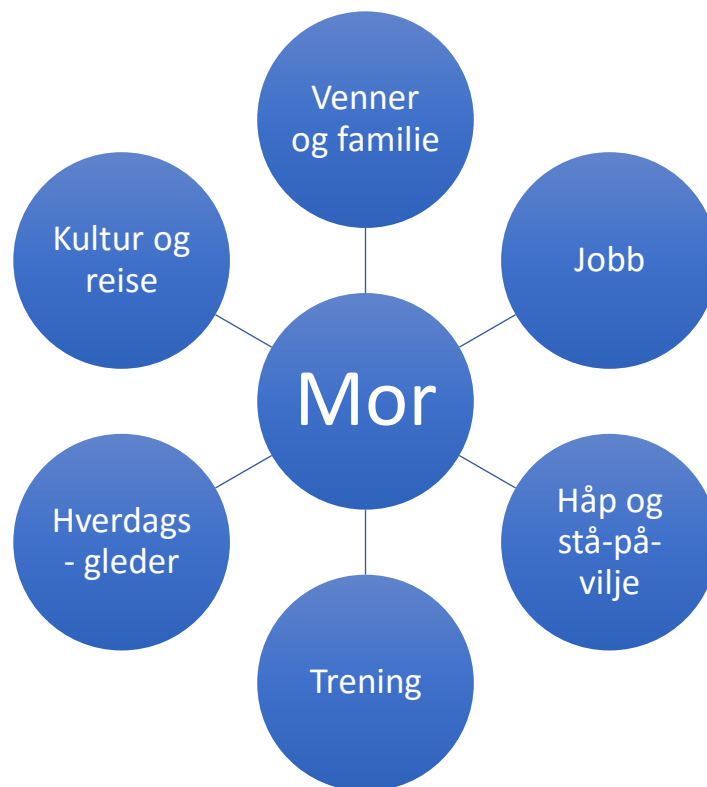 Venner
og familie
Jobb
Håp og
stå-på-
vilje
Trening
Hverdags
- gleder
Kultur og
reise
Mor